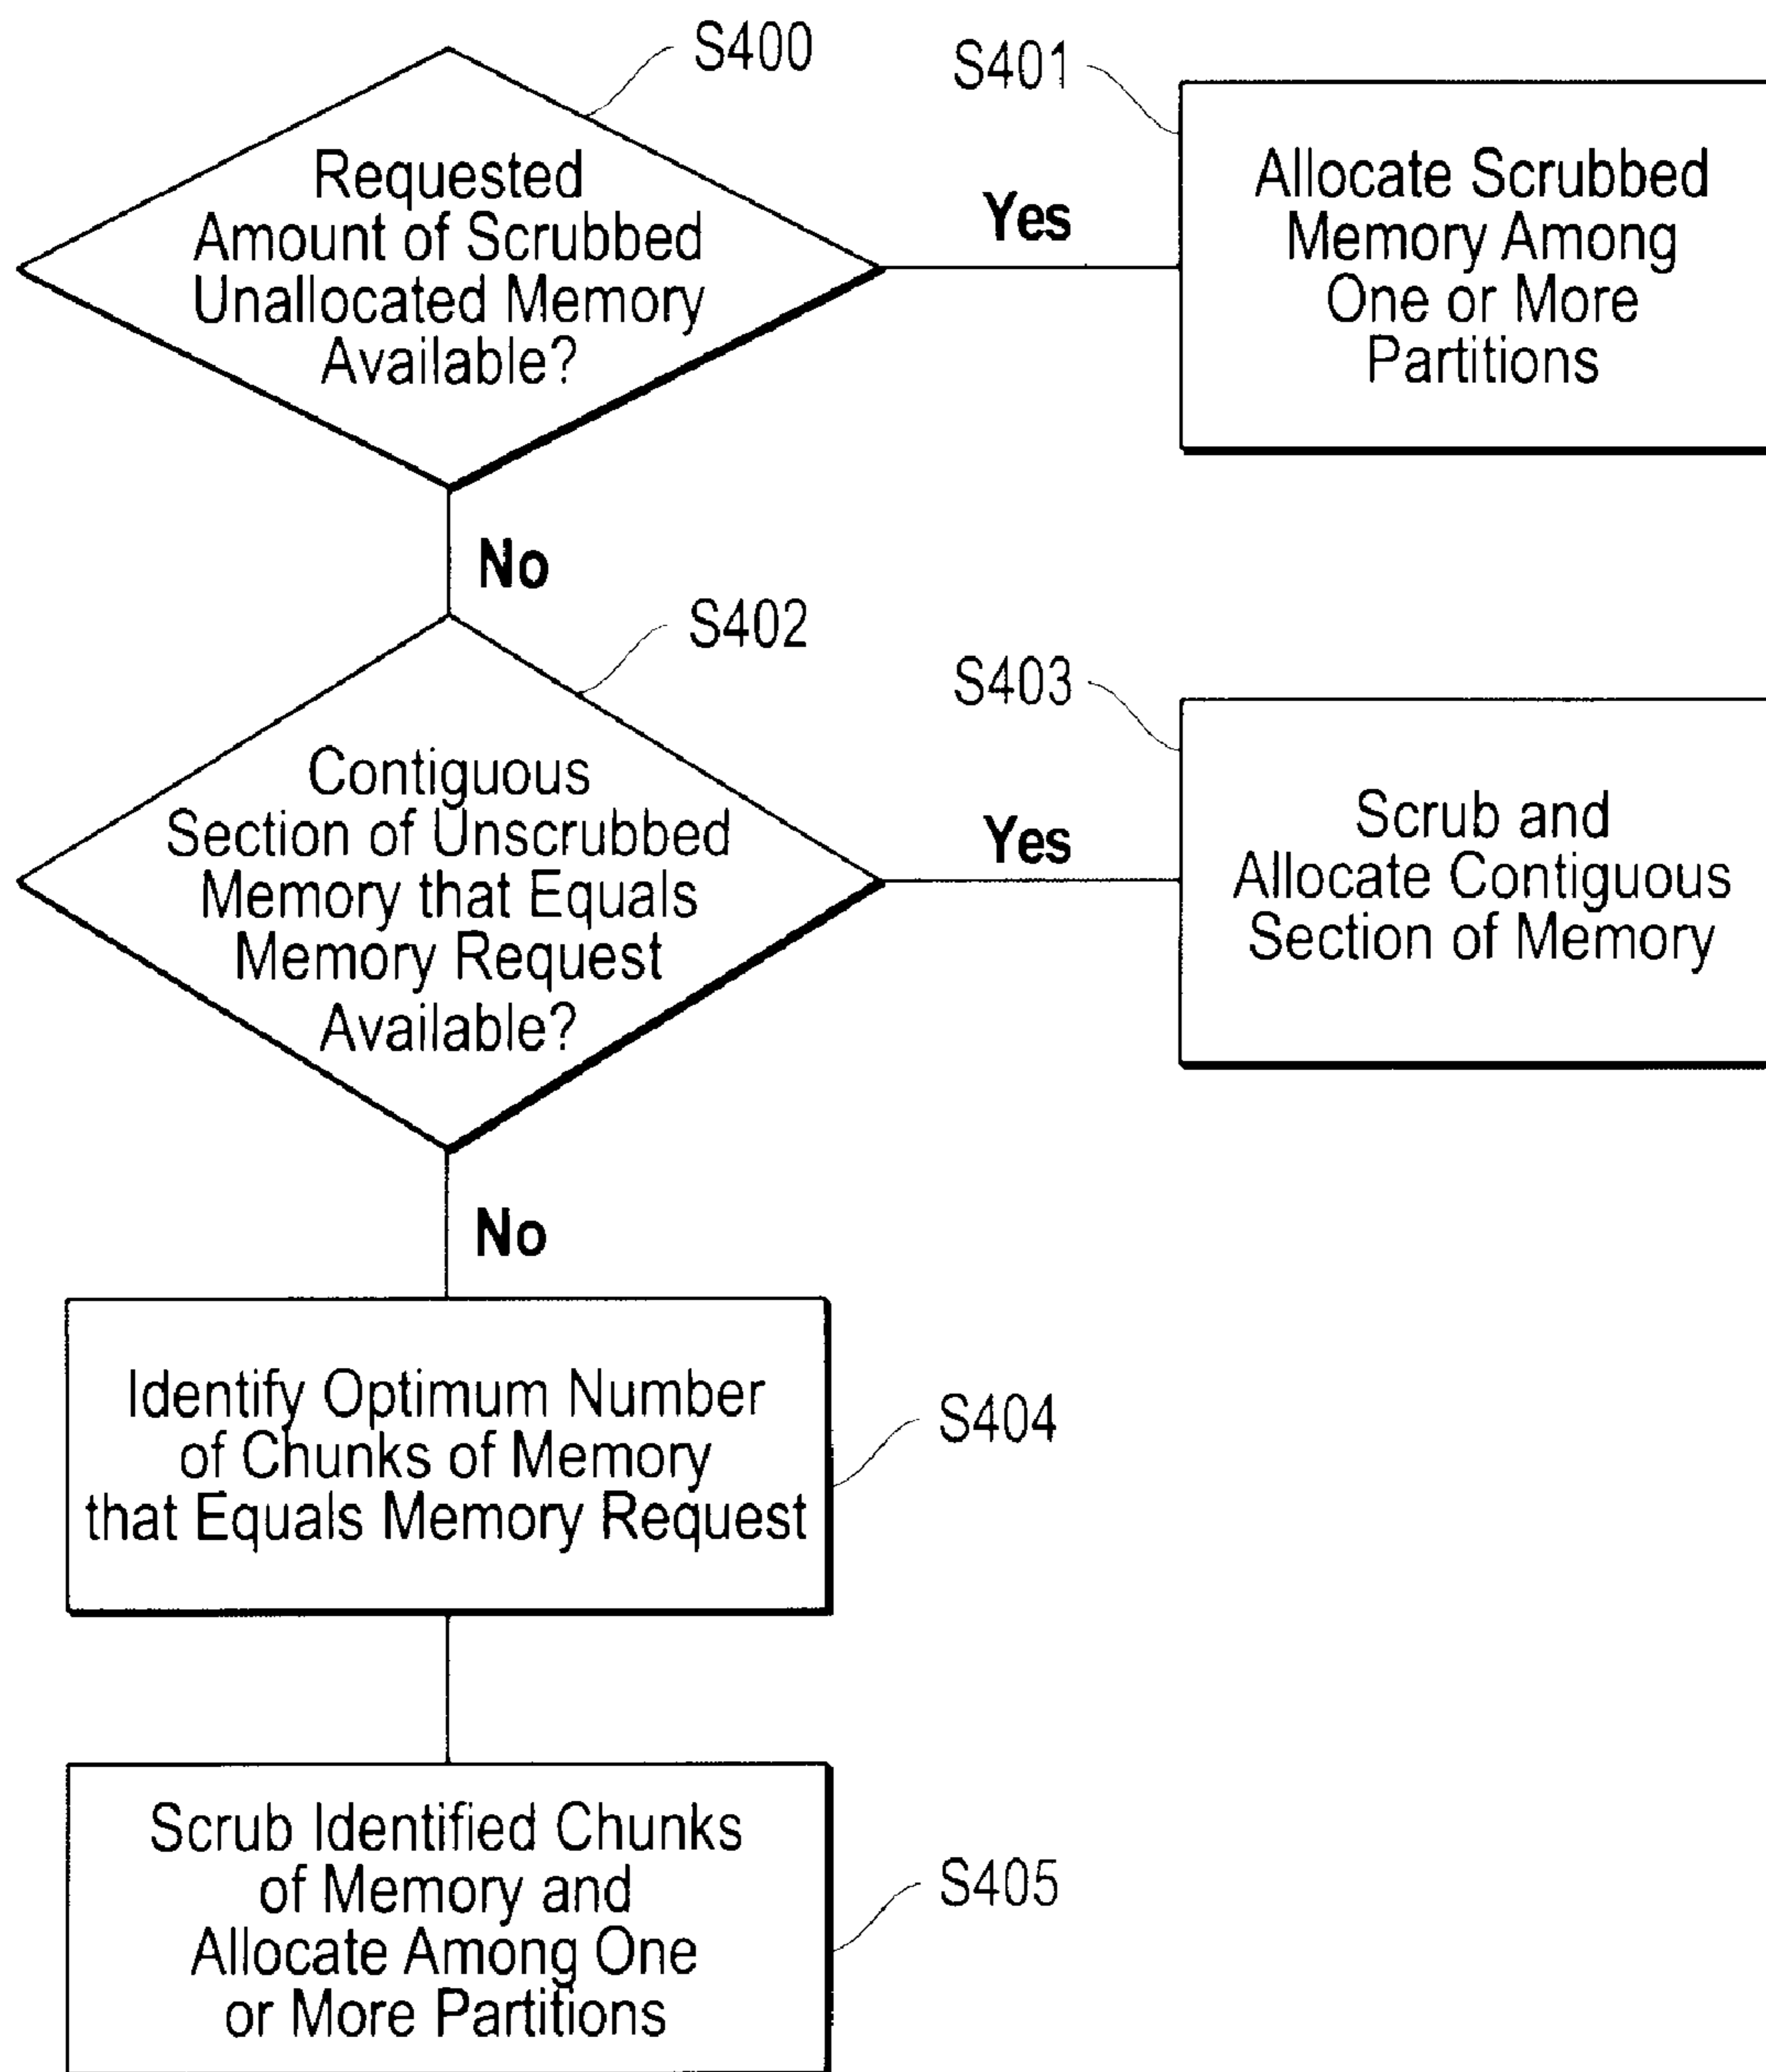 S400
Requested
Amount of Scrubbed
Unallocated Memory
Available?
Yes
S401
Allocate Scrubbed
Memory Among
One or More
Partitions
No
S402
Contiguous
Section of Unscrubbed
Memory that Equals
Memory Request
Available?
Yes
S403
Scrub and
Allocate Contiguous
Section of Memory
No
Identify Optimum Number
of Chunks of Memory
that Equals Memory Request
S404
Scrub Identified Chunks
of Memory and
Allocate Among One
or More Partitions
S405